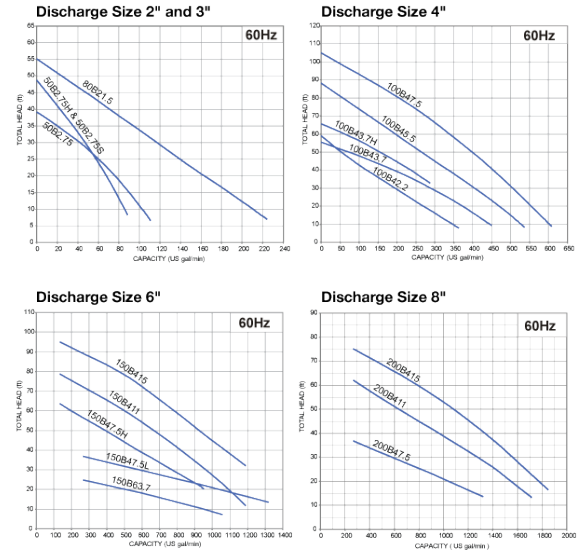 Discharge Size 2" and 3"
60Hz
TOTAL HEAD (ft)
65
60
55
50
45
40
35
30
25
20
15
10
5
0
80B21.5
50B2.75H & 50B2.75S
50B2.75
0 20 40 60 80 100 120 140 160 180 200 220 240
CAPACITY (US gal/min)
Discharge Size 4"
60Hz
TOTAL HEAD (ft)
120
110
100
90
80
70
60
50
40
30
20
10
0
100B47.5
100B45.5
100B43.7H
100B43.7
100B42.2
0 50 100 150 200 250 300 350 400 450 500 550 600 650
CAPACITY (US gal/min)
Discharge Size 6"
60Hz
TOTAL HEAD (ft)
110
100
90
80
70
60
50
40
30
20
10
0
150B415
150B411
150B47.5H
150B47.5L
150B63.7
0 100 200 300 400 500 600 700 800 900 1000 1100 1200 1300 1400
CAPACITY (US gal/min)
Discharge Size 8"
60Hz
TOTAL HEAD (ft)
90
80
70
60
50
40
30
20
10
0
200B415
200B411
200B47.5
0 200 400 600 800 1000 1200 1400 1600 1800 2000
CAPACITY ( US gal/min )